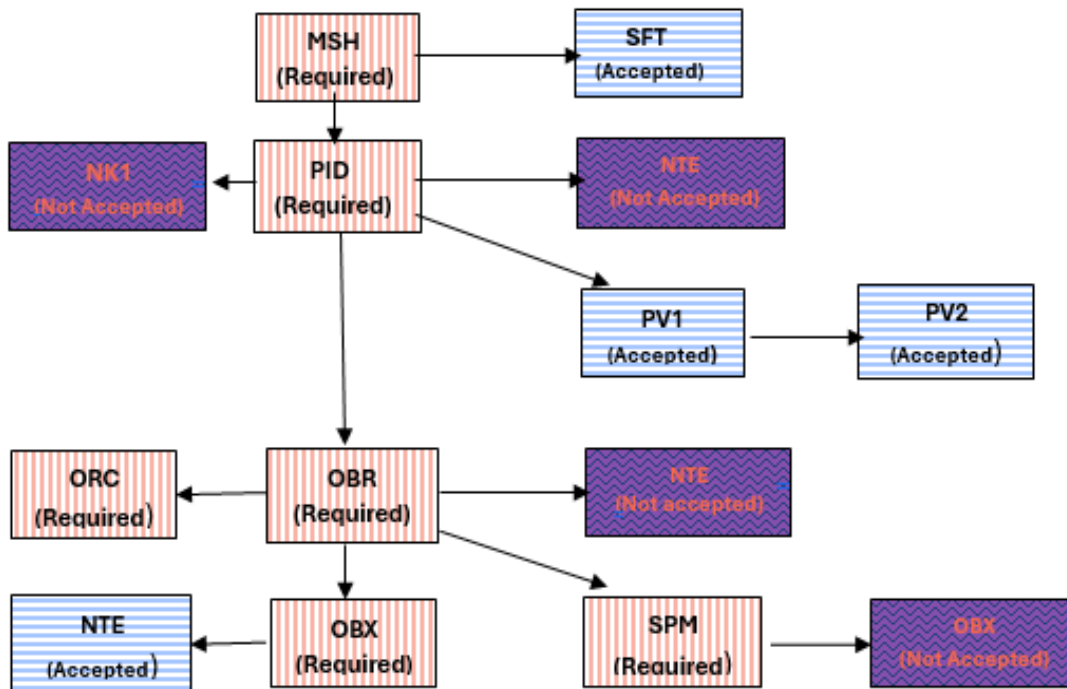 MSH
(Required)
SFT
(Accepted)
NK1
(Not Accepted)
PID
(Required)
NTE
(Not Accepted)
PV1
(Accepted)
PV2
(Accepted)
ORC
(Required)
OBR
(Required)
NTE
(Not accepted)
NTE
(Accepted)
OBX
(Required)
SPM
(Required)
OBX
(Not Accepted)